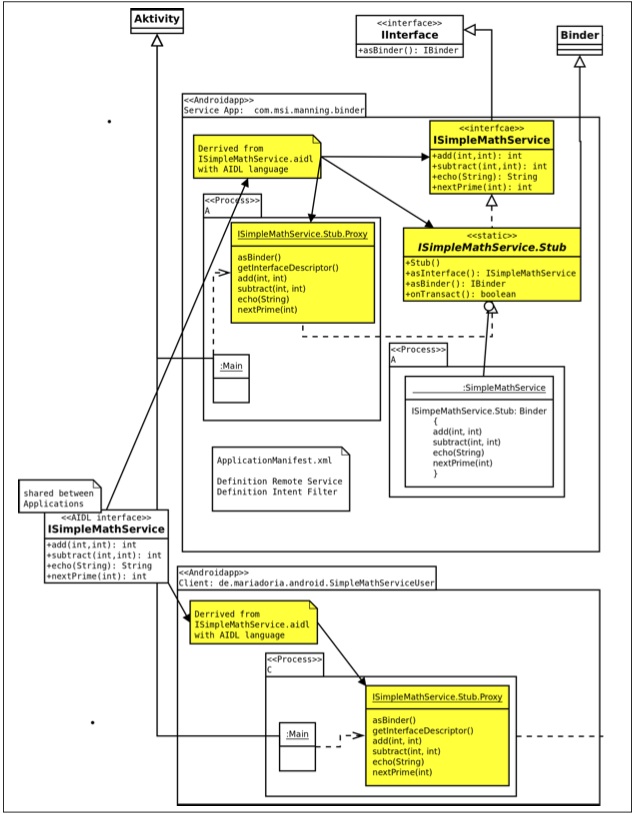 Aktivity
<<interface>>
IInterface
+asBinder(): IBinder
Binder
<<Androidapp>>
Service App:  com.msi.manning.binder
Derrived from
ISimpleMathService.aidl
with AIDL language
<<interfcae>>
ISimpleMathService
+add(int,int): int
+subtract(int,int): int
+echo(String): String
+nextPrime(int): int
<<Process>>
A
ISimpleMathService.Stub.Proxy
asBinder()
getInterfaceDescriptor()
add(int, int)
subtract(int, int)
echo(String)
nextPrime(int)
<<static>>
ISimpleMathService.Stub
+Stub()
+asInterface(): ISimpleMathService
+asBinder(): IBinder
+onTransact(): boolean
:Main
<<Process>>
A
:SimpleMathService
ISimpeMathService.Stub: Binder
{
add(int, int)
subtract(int, int)
echo(String)
nextPrime(int)
}
ApplicationManifest.xml
Definition Remote Service
Definition Intent Filter
shared between
Applications
<<AIDL interface>>
ISimpleMathService
+add(int,int): int
+subtract(int,int): int
+echo(String): String
+nextPrime(int): int
<<Androidapp>>
Client: de.mariadoria.android.SimpleMathServiceUser
Derrived from
ISimpleMathService.aidl
with AIDL language
<<Process>>
C
ISimpleMathService.Stub.Proxy
asBinder()
getInterfaceDescriptor()
add(int, int)
subtract(int, int)
echo(String)
nextPrime(int)
:Main